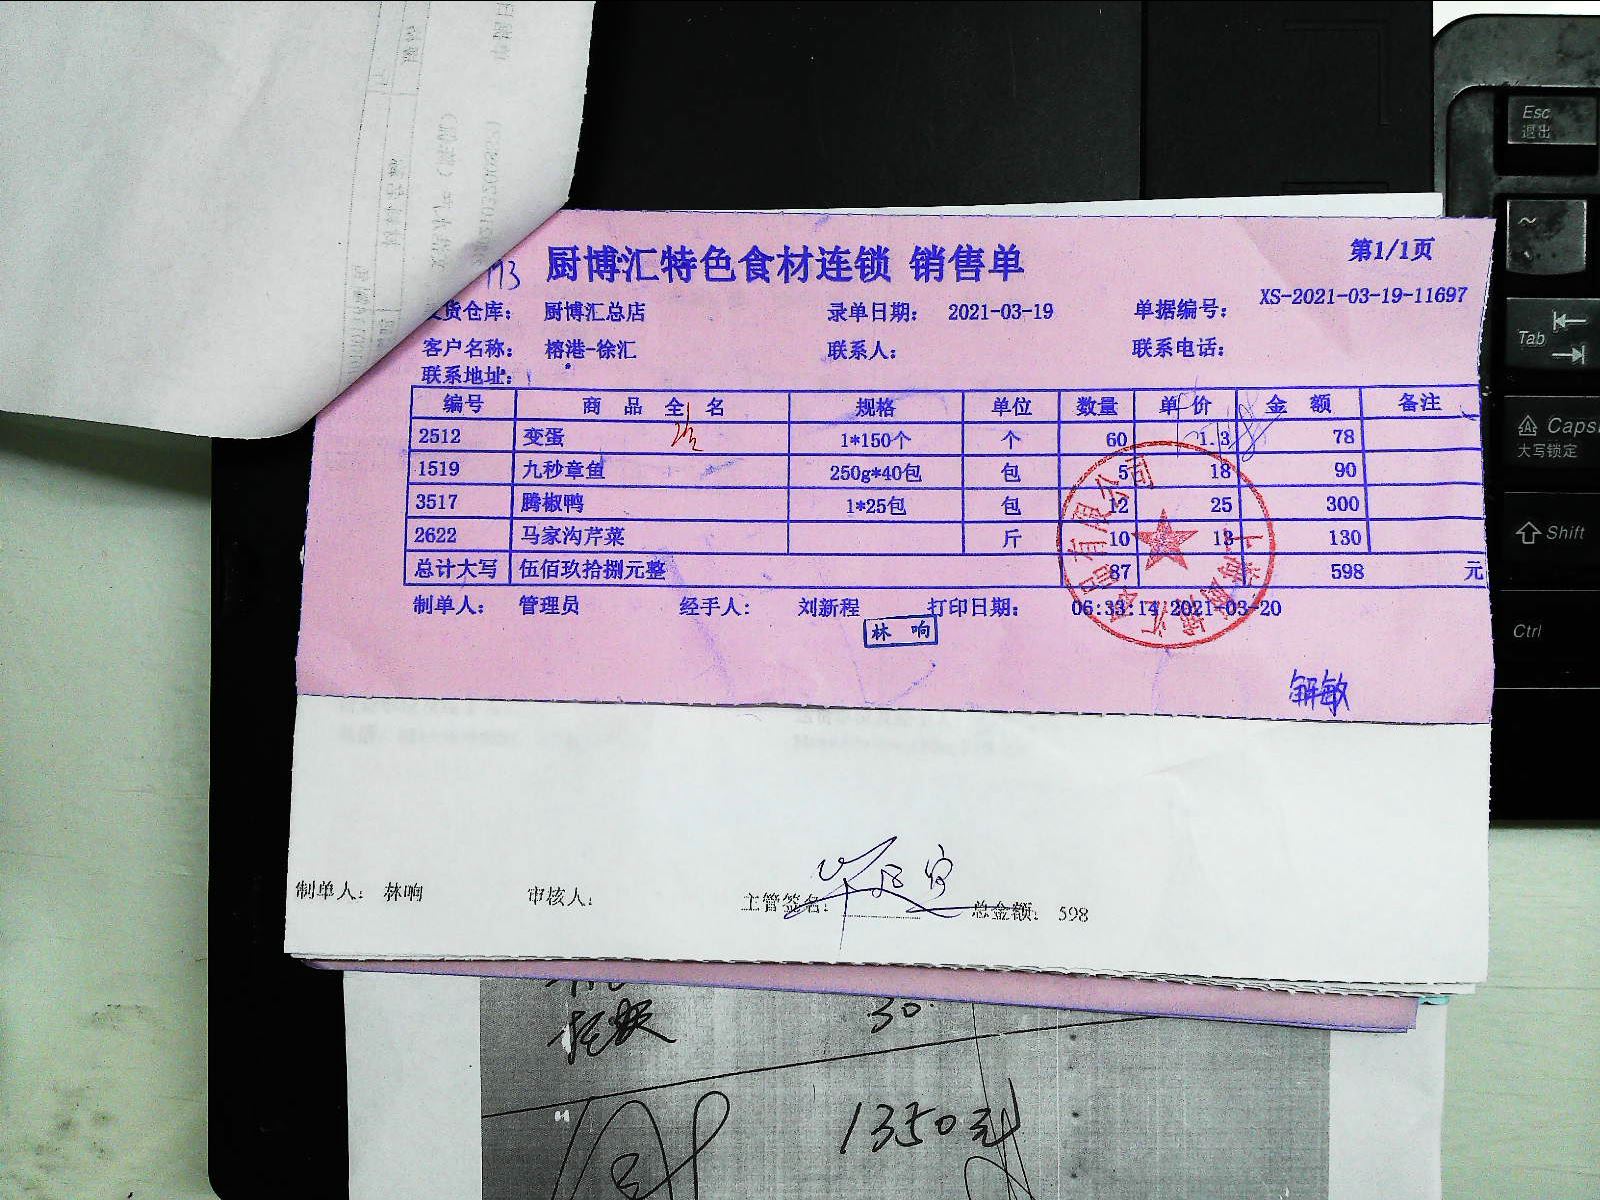 厨博汇特色食材连锁 销售单
第1/1页
货仓库： 厨博汇总店 录单日期： 2021-03-19 单据编号： XS-2021-03-19-11697
客户名称： 榕港-徐汇 联系人： 联系电话：
联系地址：
编号 商品全名 规格 单位 数量 单价 金额 备注
2512 变蛋 1*150个 个 60 1.3 78
1519 九秒章鱼 250g*40包 包 5 18 90
3517 腾椒鸭 1*25包 包 12 25 300
2622 马家沟芹菜 斤 10 13 130
总计大写 伍佰玖拾捌元整 87 598 元
制单人： 管理员 经手人： 刘新程 打印日期： 06:33:14 2021-03-20
林响
解敏
制单人： 林响 审核人： 主管签名： 总金额： 598
30
1350元
Esc
退出
~
Tab
Caps
大写锁定
Shift
Ctrl